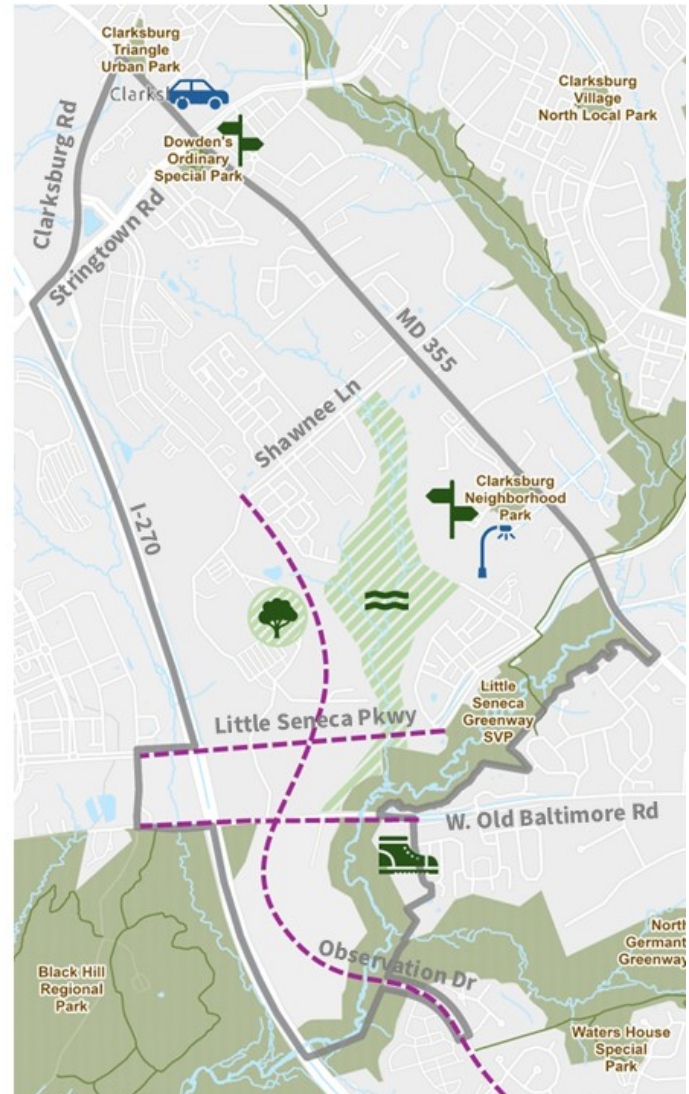 Clarksburg
Triangle
Urban Park
Clarksburg
Village
North Local Park
Clarksburg Rd
Dowden's
Ordinary
Special Park
Stringtown Rd
MD 355
Shawnee Ln
Clarksburg
Neighborhood
Park
I-270
Little
Seneca
Greenway
SVP
Little Seneca Pkwy
W. Old Baltimore Rd
North
Germant
Greenway
Observation Dr
Black Hill
Regional
Park
Waters House
Special
Park